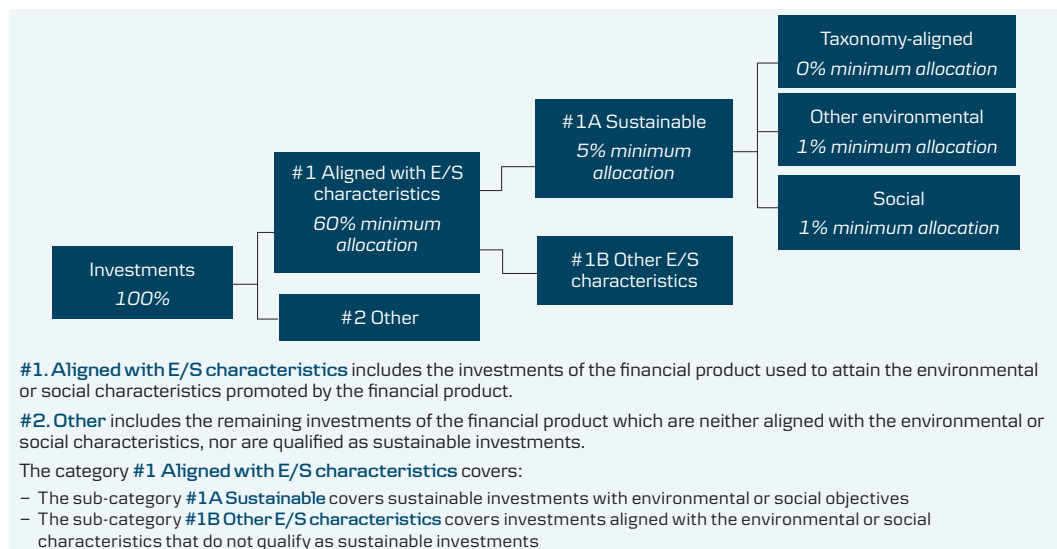 Taxonomy-aligned
0% minimum allocation
Other environmental
1% minimum allocation
#1A Sustainable
5% minimum
allocation
Social
1% minimum allocation
#1 Aligned with E/S
characteristics
60% minimum
allocation
#1B Other E/S
characteristics
Investments
100%
#2 Other
#1. Aligned with E/S characteristics includes the investments of the financial product used to attain the environmental
or social characteristics promoted by the financial product.
#2. Other includes the remaining investments of the financial product which are neither aligned with the environmental or
social characteristics, nor are qualified as sustainable investments.
The category #1 Aligned with E/S characteristics covers:
– The sub-category #1A Sustainable covers sustainable investments with environmental or social objectives
– The sub-category #1B Other E/S characteristics covers investments aligned with the environmental or social
characteristics that do not qualify as sustainable investments